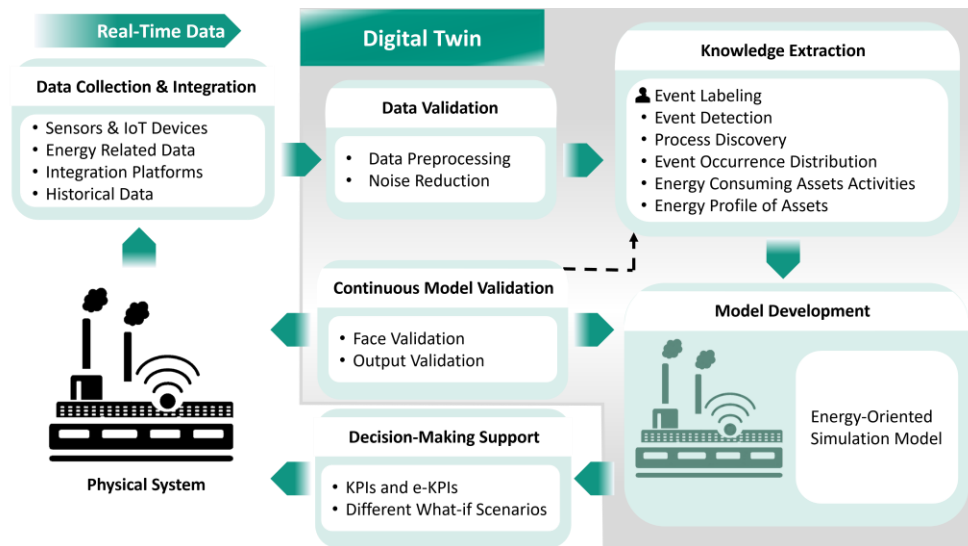 Real-Time Data
Digital Twin
Data Collection & Integration
• Sensors & IoT Devices
• Energy Related Data
• Integration Platforms
• Historical Data
Data Validation
• Data Preprocessing
• Noise Reduction
Knowledge Extraction
Event Labeling
• Event Detection
• Process Discovery
• Event Occurrence Distribution
• Energy Consuming Assets Activities
• Energy Profile of Assets
Continuous Model Validation
• Face Validation
• Output Validation
Model Development
Energy-Oriented
Simulation Model
Decision-Making Support
• KPIs and e-KPIs
• Different What-if Scenarios
Physical System